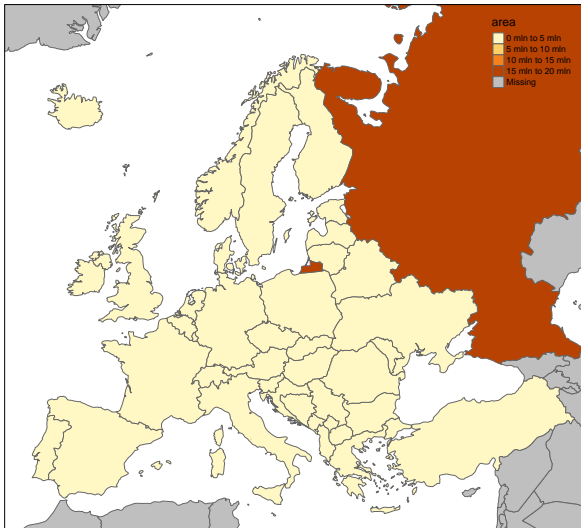 area
0 mln to 5 mln
5 mln to 10 mln
10 mln to 15 mln
15 mln to 20 mln
Missing